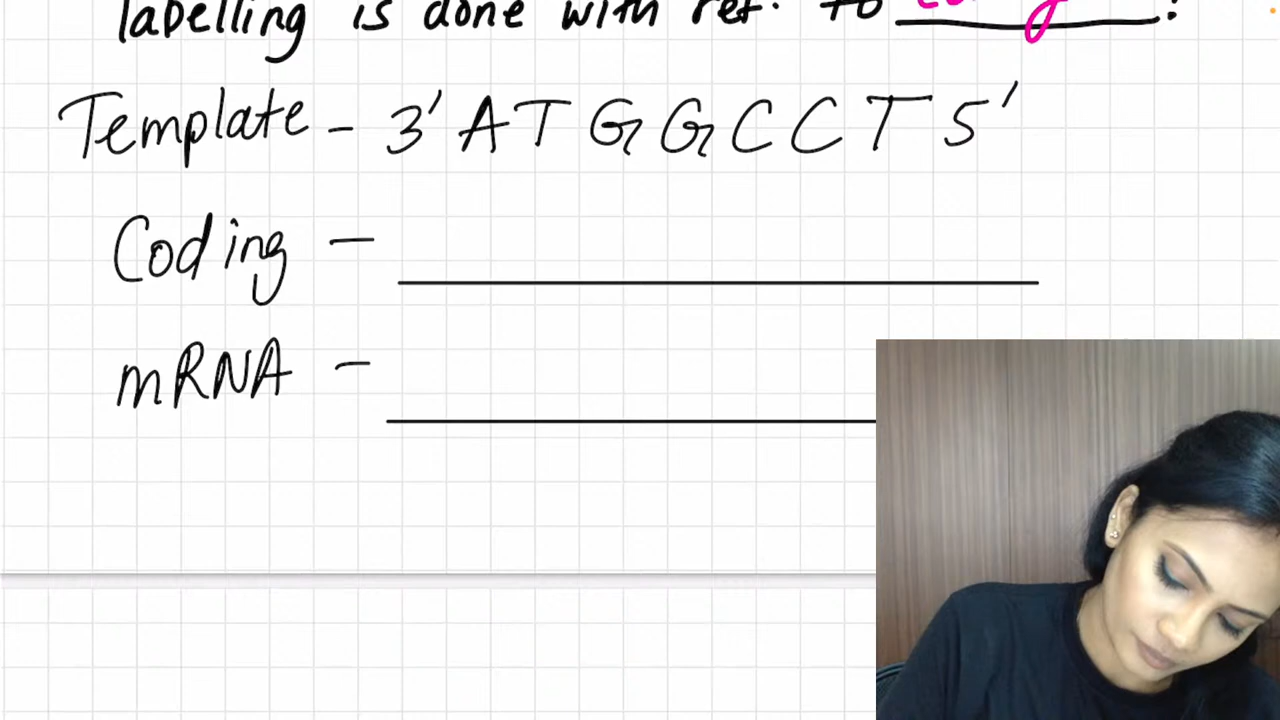 labelling is done with ref. to
Template - 3' A T G G C C T 5'
Coding -
mRNA -